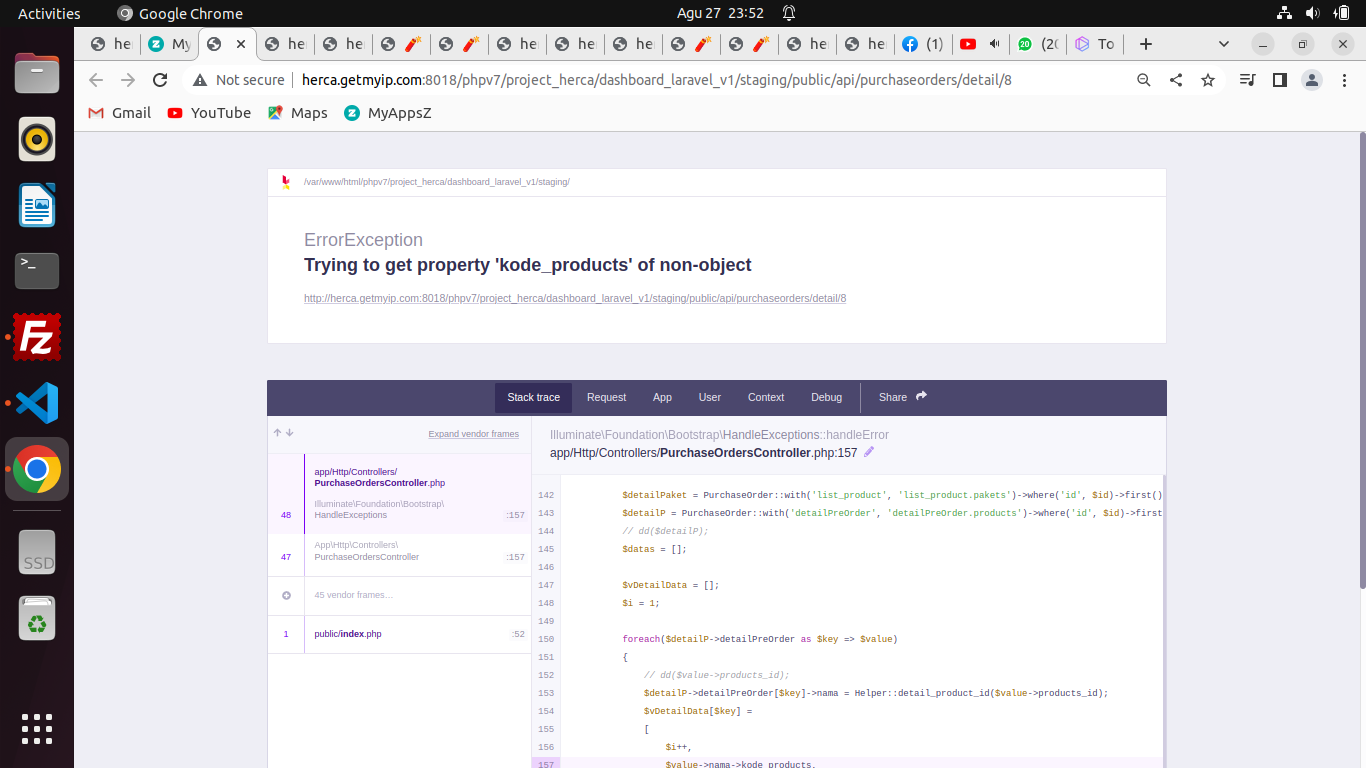 Activities
Google Chrome
Agu 27 23:52
her
My
her
her
her
her
her
her
her
(1)
(20
To
Not secure
herca.getmyip.com:8018/phpv7/project_herca/dashboard_laravel_v1/staging/public/api/purchaseorders/detail/8
Gmail
YouTube
Maps
MyAppsZ
/var/www/html/phpv7/project_herca/dashboard_laravel_v1/staging/
ErrorException
Trying to get property 'kode_products' of non-object
http://herca.getmyip.com:8018/phpv7/project_herca/dashboard_laravel_v1/staging/public/api/purchaseorders/detail/8
Stack trace
Request
App
User
Context
Debug
Share
Expand vendor frames
app/Http/Controllers/
PurchaseOrdersController.php
Illuminate\Foundation\Bootstrap\
48 HandleExceptions :157
App\Http\Controllers\
47 PurchaseOrdersController :157
45 vendor frames…
1 public/index.php :52
Illuminate\Foundation\Bootstrap\HandleExceptions::handleError
app/Http/Controllers/PurchaseOrdersController.php:157
142 $detailPaket = PurchaseOrder::with('list_product', 'list_product.pakets')->where('id', $id)->first()
143 $detailP = PurchaseOrder::with('detailPreOrder', 'detailPreOrder.products')->where('id', $id)->first
144 // dd($detailP);
145 $datas = [];
146
147 $vDetailData = [];
148 $i = 1;
149
150 foreach($detailP->detailPreOrder as $key => $value)
151 {
152 // dd($value->products_id);
153 $detailP->detailPreOrder[$key]->nama = Helper::detail_product_id($value->products_id);
154 $vDetailData[$key] =
155 [
156 $i++,
157 $value->nama->kode_products,
>_
Fz
SSD